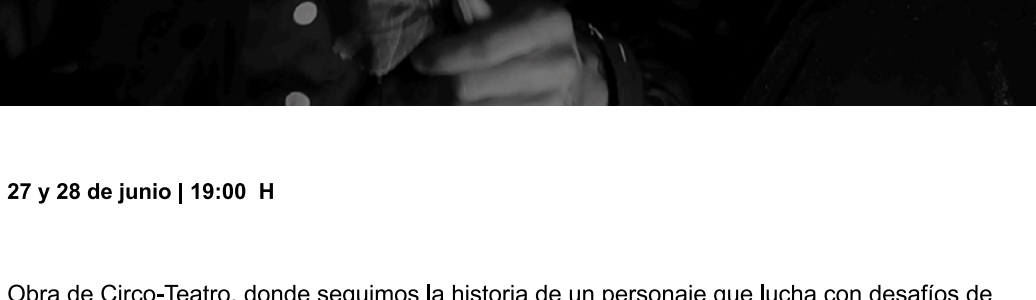 27 y 28 de junio | 19:00  H
Obra de Circo-Teatro, donde seguimos la historia de un personaje que lucha con desafíos de